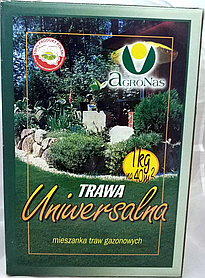 AGRONAS
1kg
na 40m²
TRAWA
Uniwersalna
mieszanka traw gazonowych